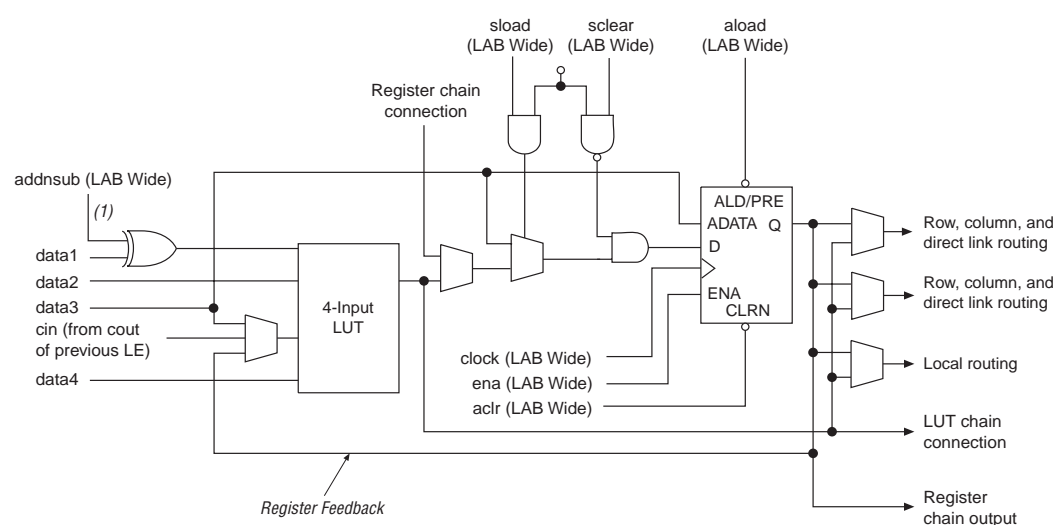 sload
(LAB Wide)
sclear
(LAB Wide)
aload
(LAB Wide)
Register chain
connection
addnsub (LAB Wide)
(1)
data1
data2
data3
cin (from cout
of previous LE)
data4
4-Input
LUT
ALD/PRE
ADATA
Q
D
ENA
CLRN
clock (LAB Wide)
ena (LAB Wide)
aclr (LAB Wide)
Row, column, and
direct link routing
Row, column, and
direct link routing
Local routing
LUT chain
connection
Register
chain output
Register Feedback